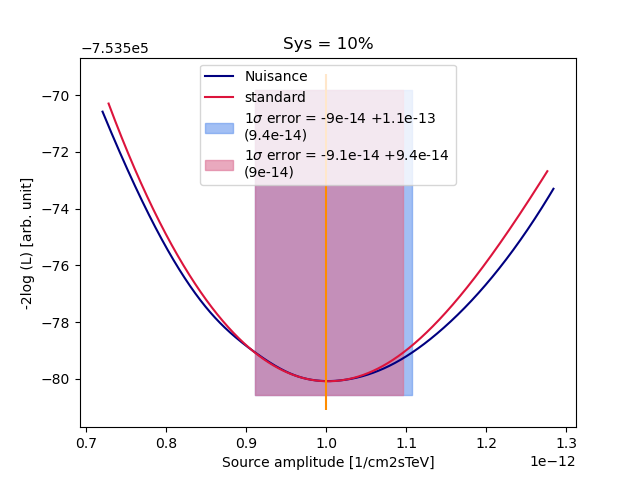 Sys = 10%
−7.535e5
Nuisance
standard
1σ error = -9e-14 +1.1e-13
(9.4e-14)
1σ error = -9.1e-14 +9.4e-14
(9e-14)
−70
−72
−74
−76
−78
−80
-2log (L) [arb. unit]
0.7 0.8 0.9 1.0 1.1 1.2 1.3
Source amplitude [1/cm2sTeV]
1e−12